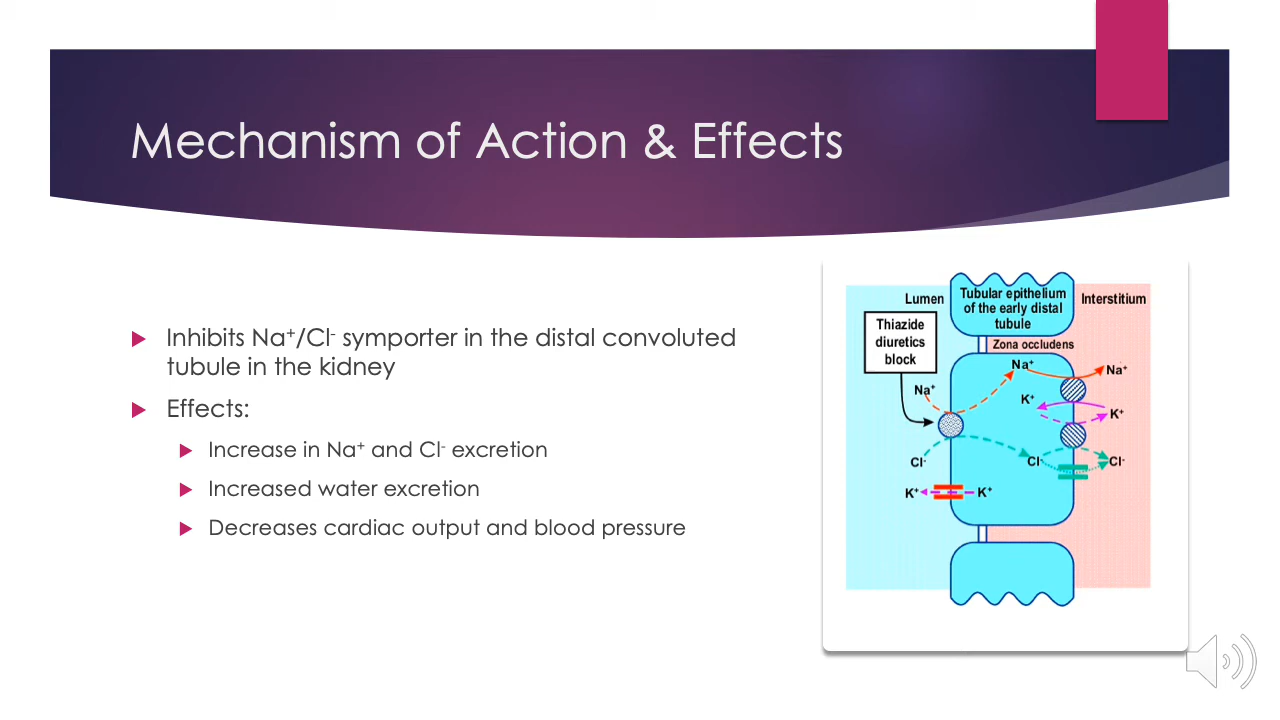 Mechanism of Action & Effects
Inhibits Na⁺/Cl⁻ symporter in the distal convoluted
tubule in the kidney
Effects:
Increase in Na⁺ and Cl⁻ excretion
Increased water excretion
Decreases cardiac output and blood pressure
Lumen
Tubular epithelium
of the early distal
tubule
Interstitium
Thiazide
diuretics
block
Zona occludens
Na⁺
Na⁺
Na⁺
K⁺
K⁺
Cl⁻
Cl⁻
Cl⁻
K⁺
K⁺